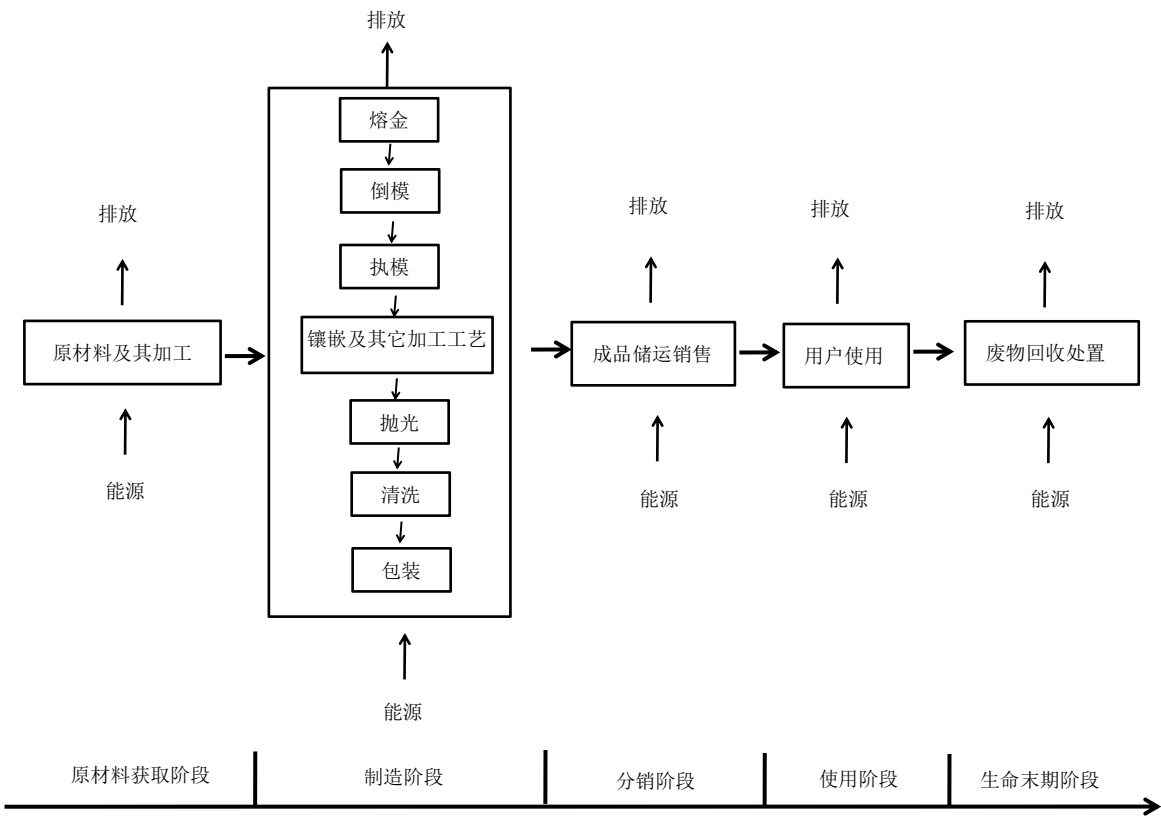 排放
熔金
倒模
执模
镶嵌及其它加工工艺
抛光
清洗
包装
能源
排放
原材料及其加工
能源
排放
成品储运销售
能源
排放
用户使用
能源
排放
废物回收处置
能源
原材料获取阶段
制造阶段
分销阶段
使用阶段
生命末期阶段